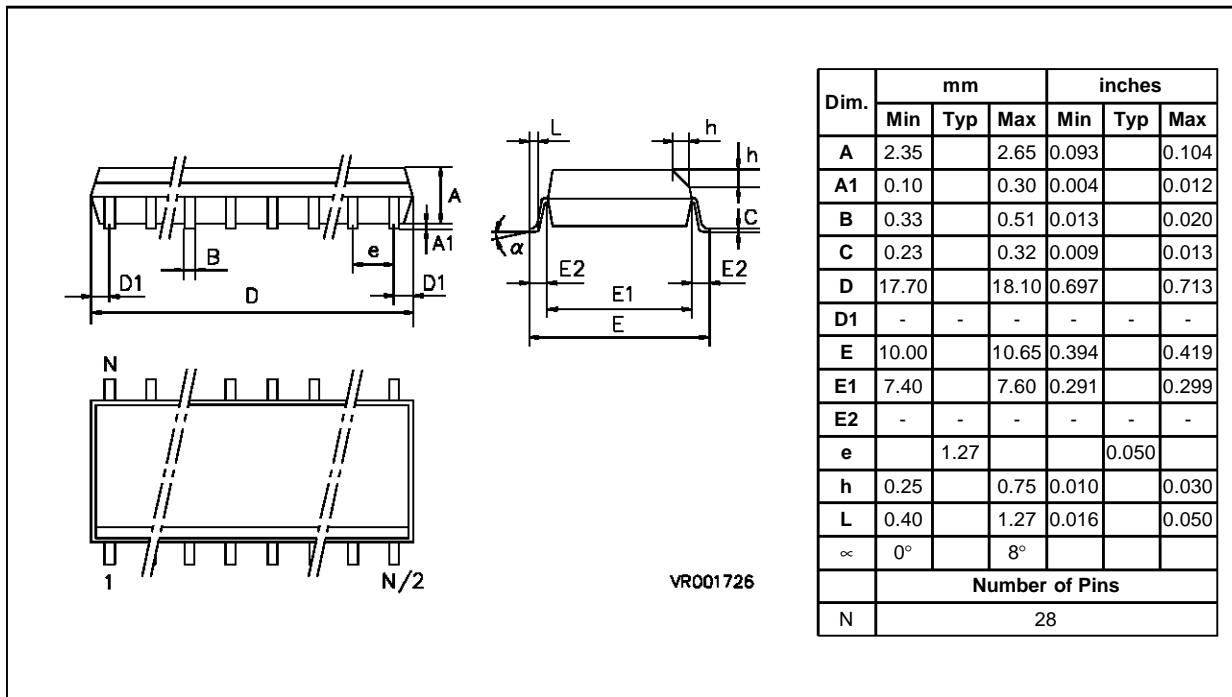 L
h
h
A
A1
C
α
B
e
D1
D
D1
E2
E2
E1
E
N
1
N/2
VR001726
Dim. mm inches
Min Typ Max Min Typ Max
A 2.35 2.65 0.093 0.104
A1 0.10 0.30 0.004 0.012
B 0.33 0.51 0.013 0.020
C 0.23 0.32 0.009 0.013
D 17.70 18.10 0.697 0.713
D1 - - - - - -
E 10.00 10.65 0.394 0.419
E1 7.40 7.60 0.291 0.299
E2 - - - - - -
e 1.27 0.050
h 0.25 0.75 0.010 0.030
L 0.40 1.27 0.016 0.050
∝ 0° 8°
Number of Pins
N 28